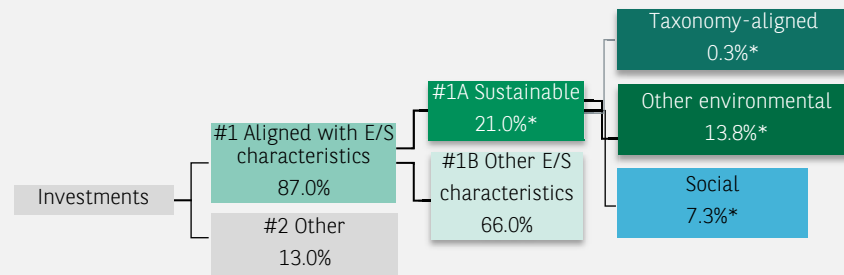 Investments
#1 Aligned with E/S
characteristics
87.0%
#2 Other
13.0%
#1A Sustainable
21.0%*
#1B Other E/S
characteristics
66.0%
Taxonomy-aligned
0.3%*
Other environmental
13.8%*
Social
7.3%*